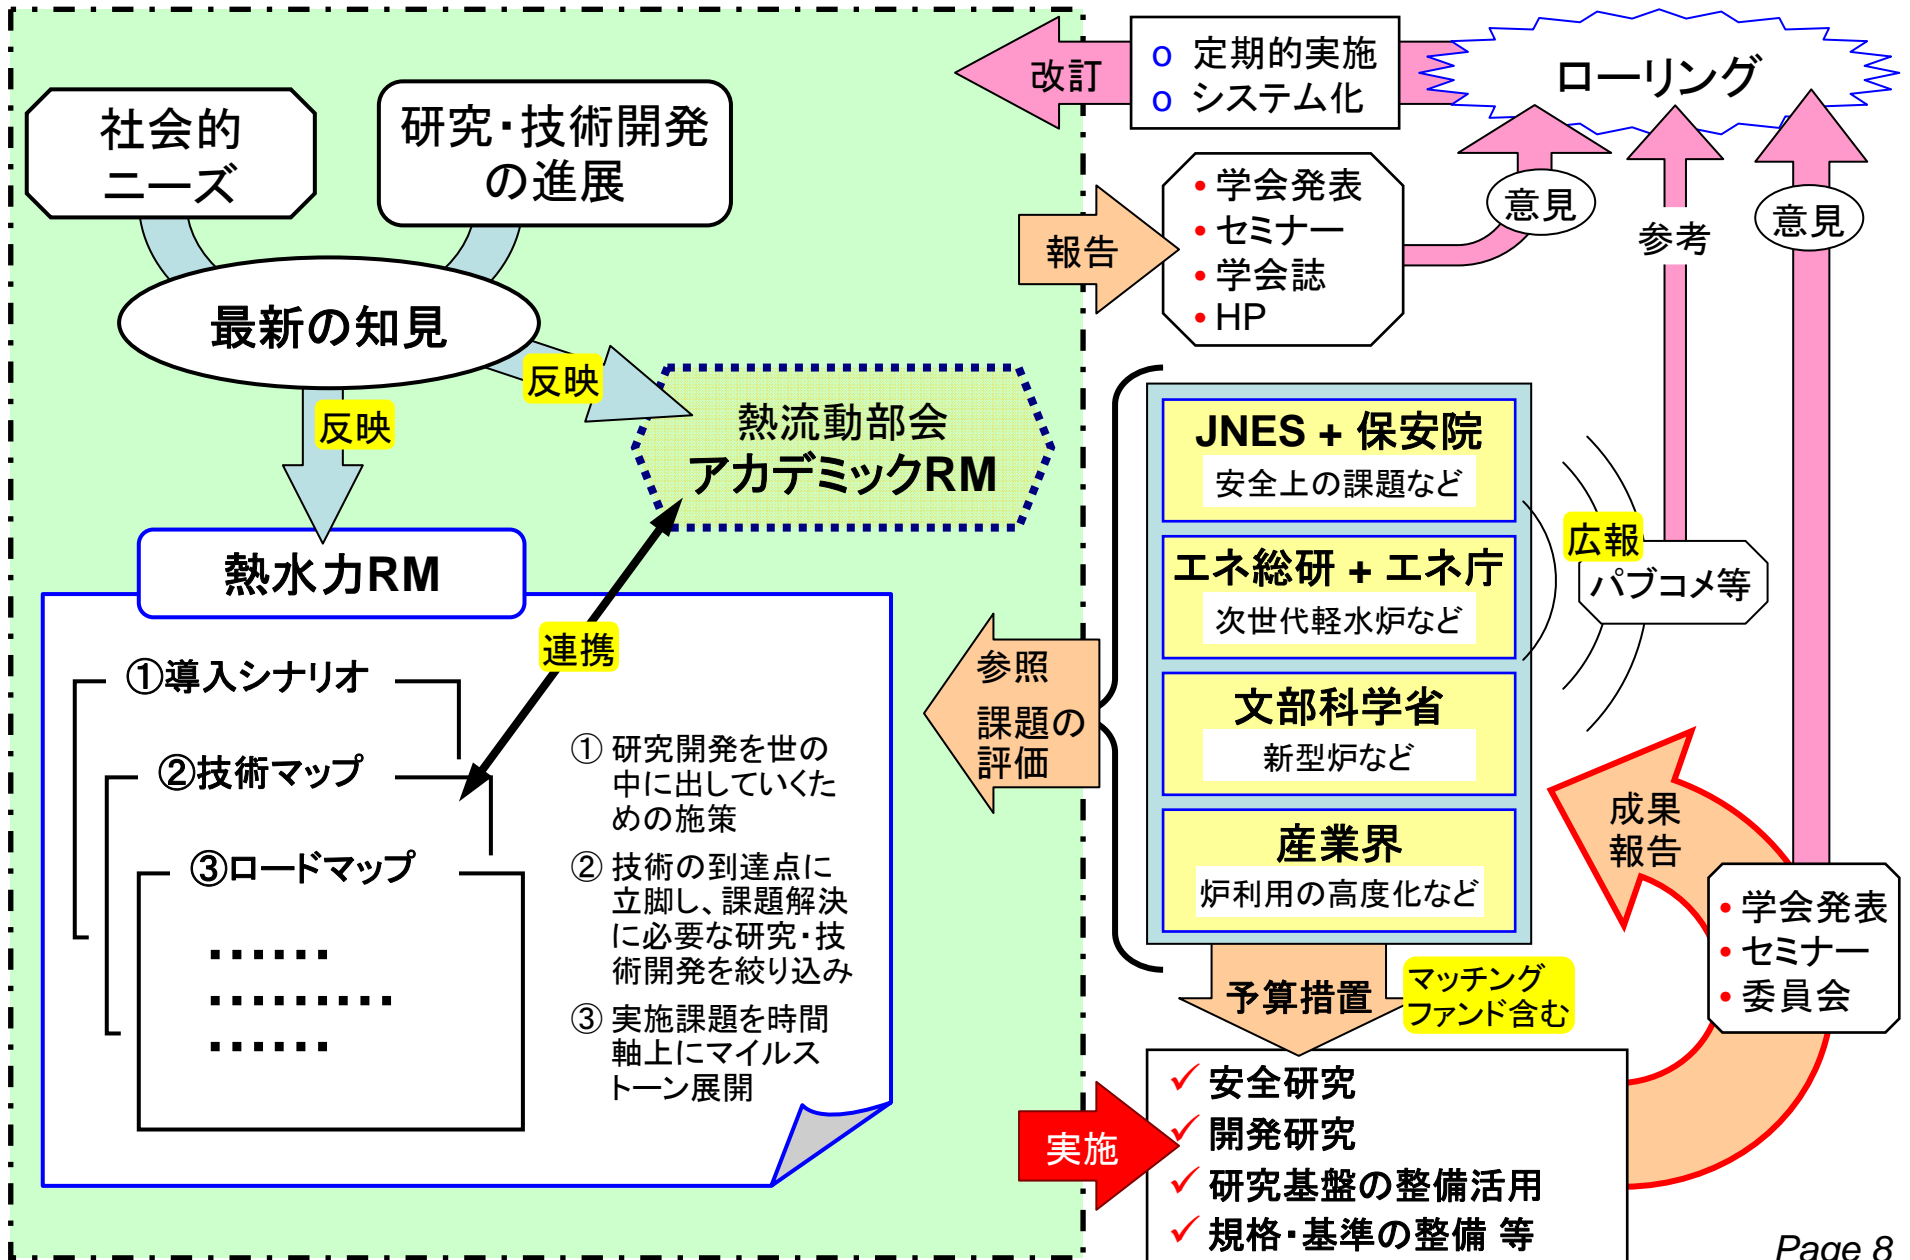 社会的
ニーズ
研究・技術開発
の進展
最新の知見
反映
反映
熱流動部会
アカデミックRM
熱水力RM
連携
①導入シナリオ
②技術マップ
③ロードマップ
▪▪▪▪▪▪
▪▪▪▪▪▪▪▪▪
▪▪▪▪▪▪
① 研究開発を世の
中に出していくた
めの施策
② 技術の到達点に
立脚し、課題解決
に必要な研究・技
術開発を絞り込み
③ 実施課題を時間
軸上にマイルス
トーン展開
改訂
o 定期的実施
o システム化
ローリング
報告
• 学会発表
• セミナー
• 学会誌
• HP
意見
参考
意見
JNES + 保安院
安全上の課題など
エネ総研 + エネ庁
次世代軽水炉など
文部科学省
新型炉など
産業界
炉利用の高度化など
広報
パブコメ等
参照
課題の
評価
成果
報告
• 学会発表
• セミナー
• 委員会
予算措置
マッチング
ファンド含む
実施
✓ 安全研究
✓ 開発研究
✓ 研究基盤の整備活用
✓ 規格・基準の整備 等
Page 8